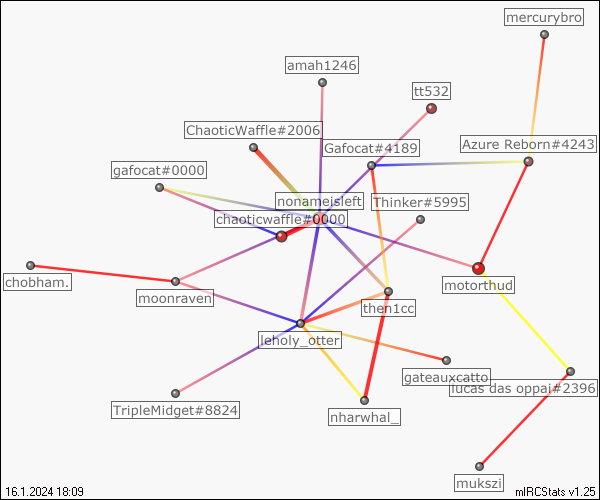 mercurybro
amah1246
tt532
ChaoticWaffle#2006
Gafocat#4189
Azure Reborn#4243
gafocat#0000
nonameisleft
Thinker#5995
chaoticwaffle#0000
chobham.
moonraven
motorthud
then1cc
leholy_otter
gateauxcatto
lucas das oppai#2396
TripleMidget#8824
nharwhal_
mukszi
16.1.2024 18:09
mIRCStats v1.25